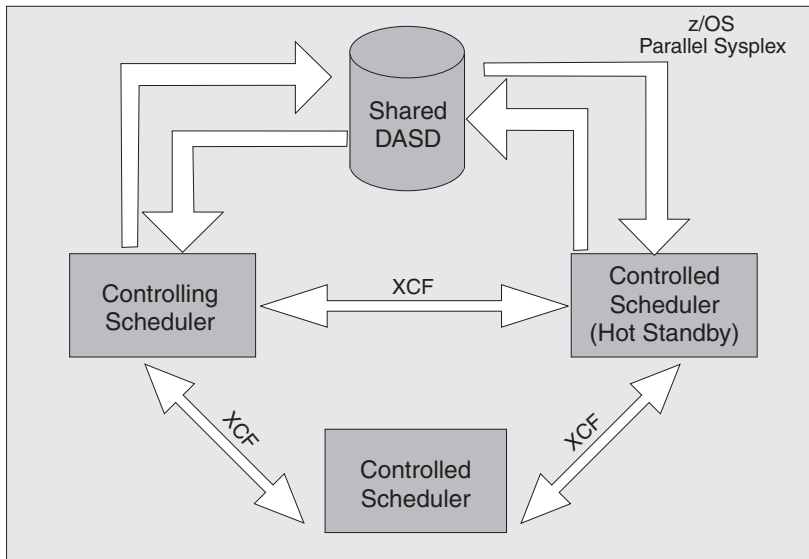 z/OS
Parallel Sysplex
Shared
DASD
Controlling
Scheduler
XCF
Controlled
Scheduler
(Hot Standby)
XCF
XCF
Controlled
Scheduler